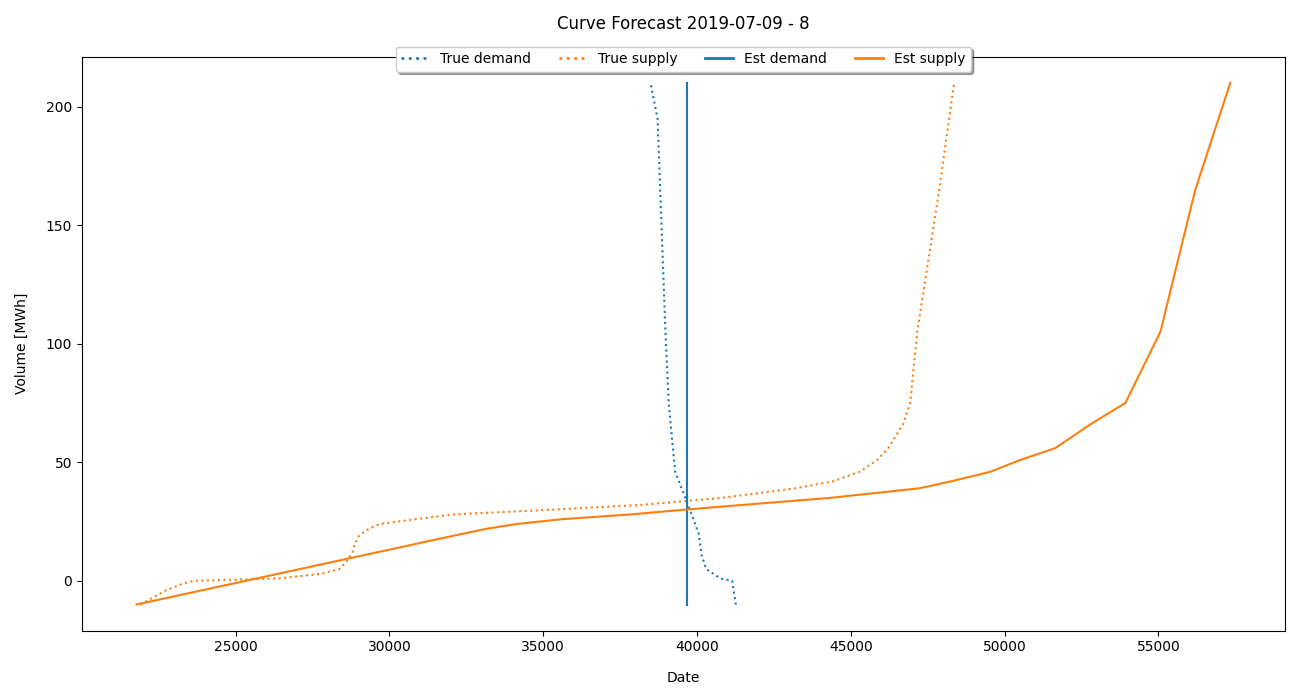 Curve Forecast 2019-07-09 - 8
True demand True supply Est demand Est supply
200
150
100
50
0
Volume [MWh]
25000 30000 35000 40000 45000 50000 55000
Date